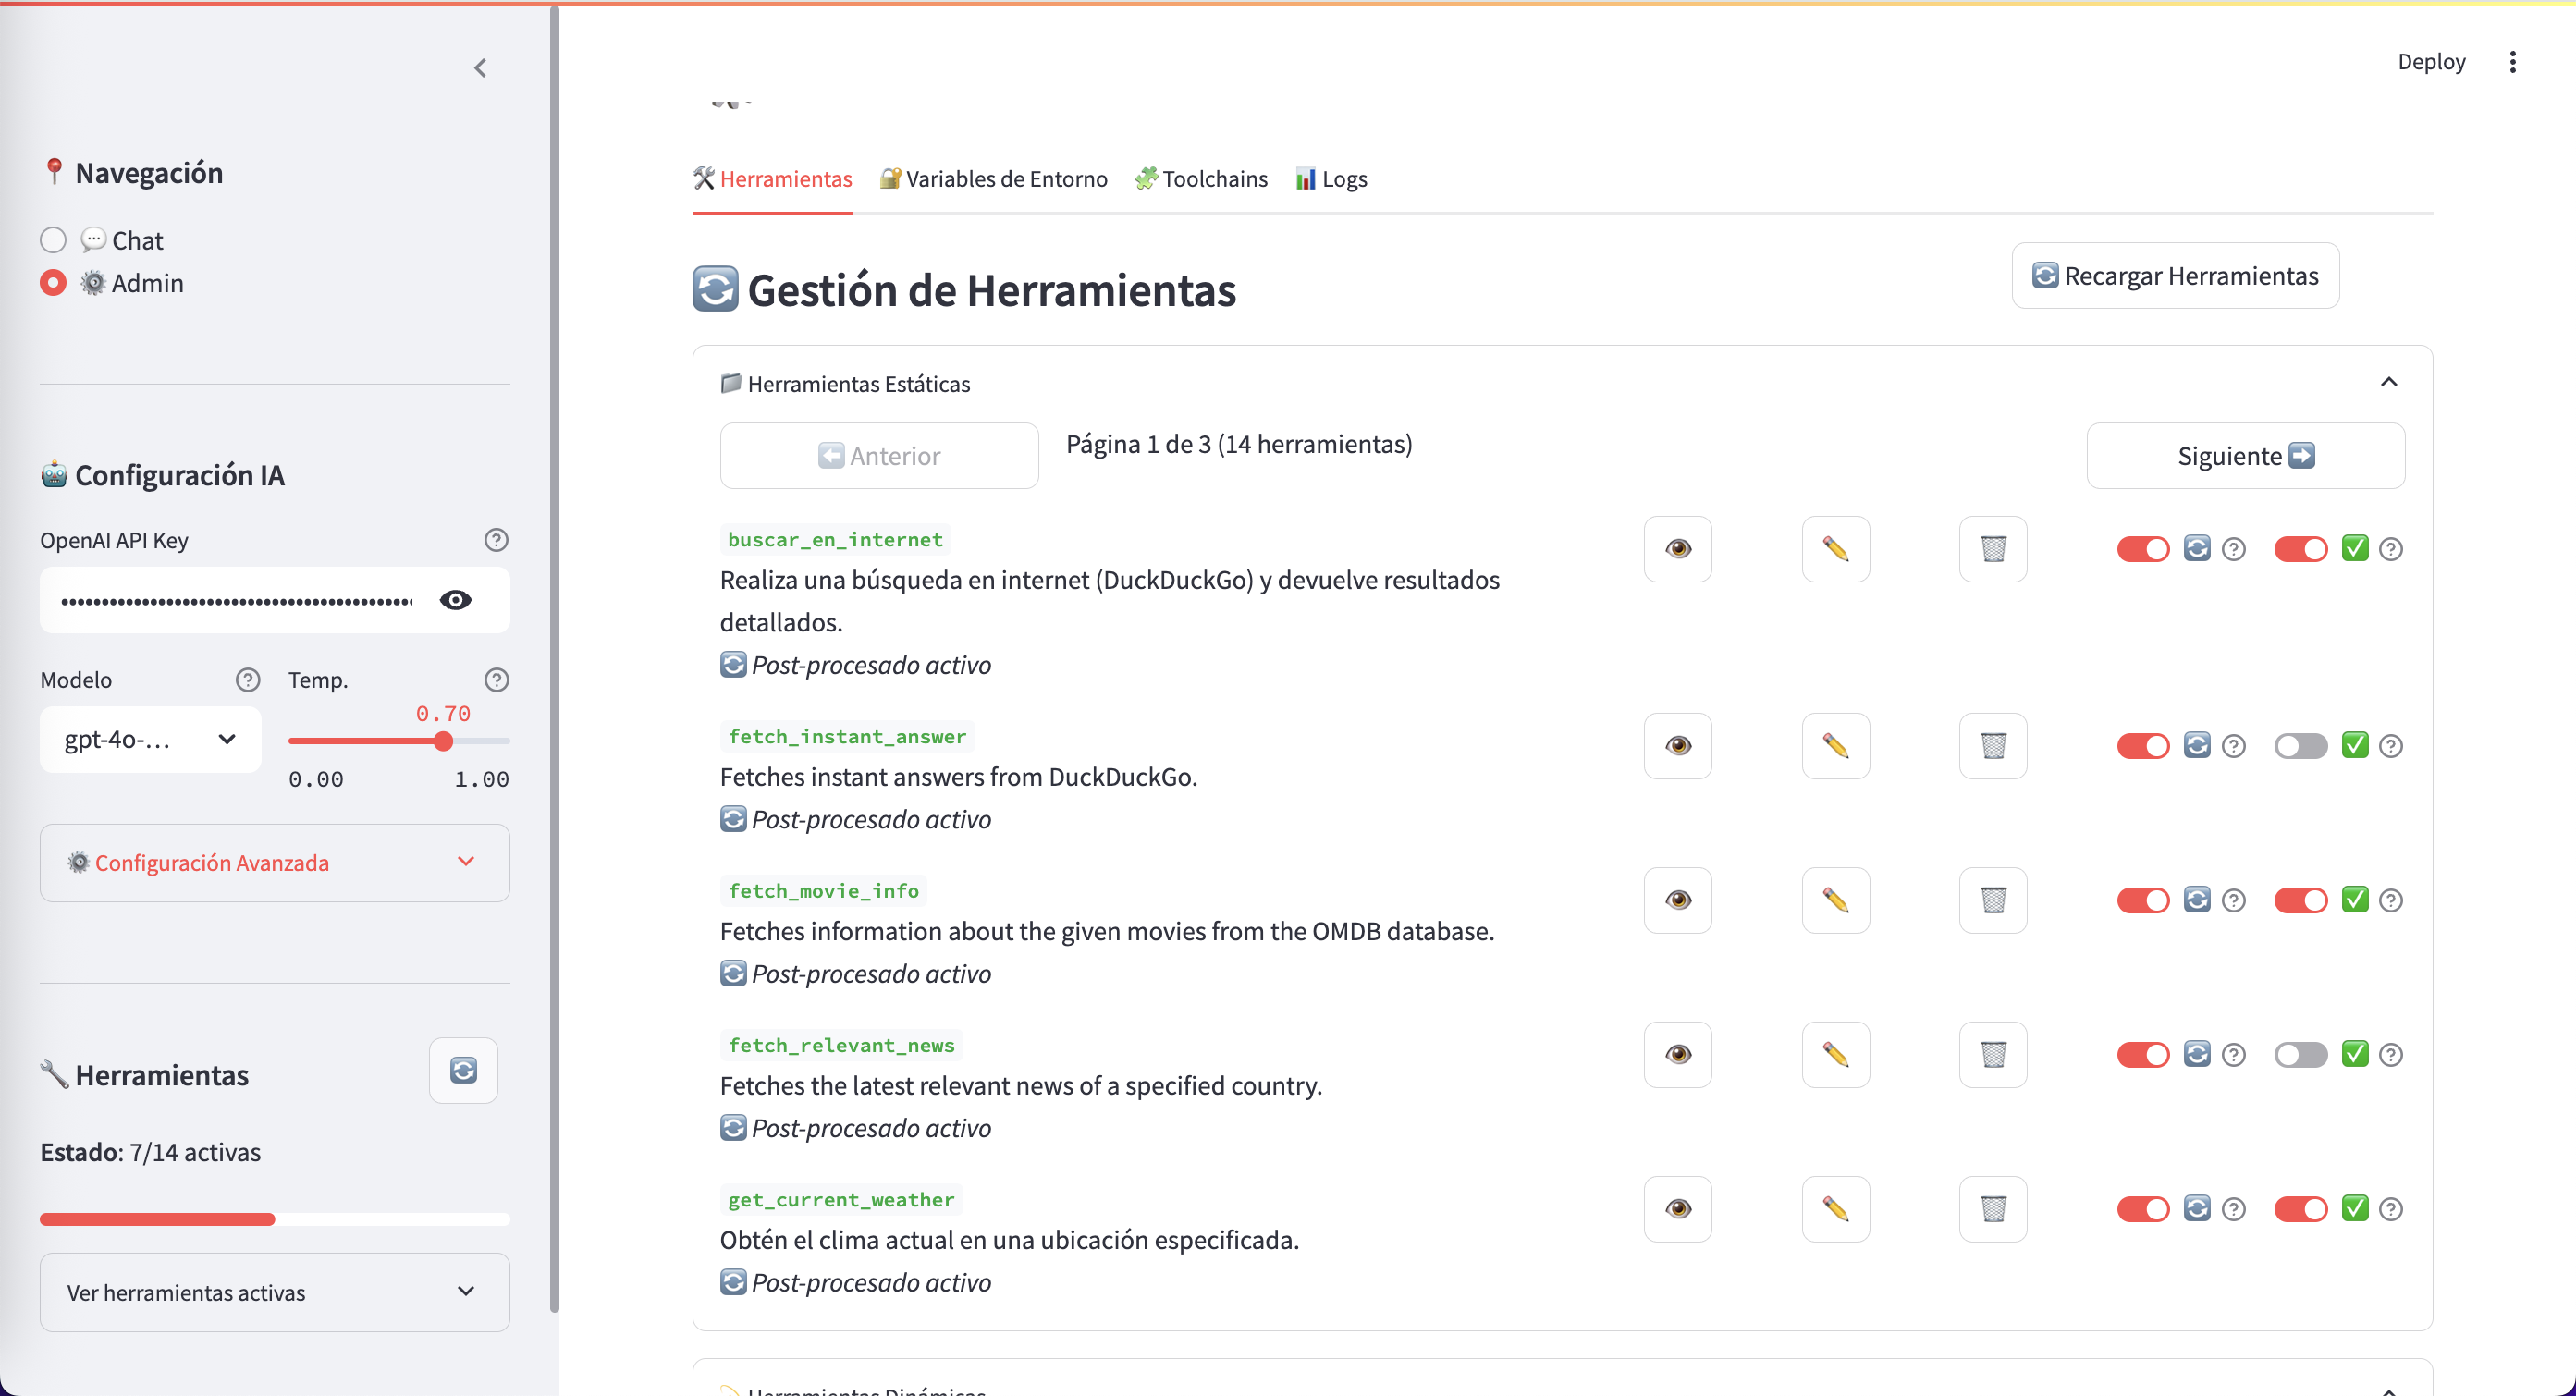 Deploy
Navegación
Chat
Admin
Configuración IA
OpenAI API Key
Modelo
Temp.
0.70
gpt-4o-...
0.00
1.00
Configuración Avanzada
Herramientas
Estado: 7/14 activas
Ver herramientas activas
Herramientas
Variables de Entorno
Toolchains
Logs
Gestión de Herramientas
Recargar Herramientas
Herramientas Estáticas
Anterior
Página 1 de 3 (14 herramientas)
Siguiente
buscar_en_internet
Realiza una búsqueda en internet (DuckDuckGo) y devuelve resultados
detallados.
Post-procesado activo
fetch_instant_answer
Fetches instant answers from DuckDuckGo.
Post-procesado activo
fetch_movie_info
Fetches information about the given movies from the OMDB database.
Post-procesado activo
fetch_relevant_news
Fetches the latest relevant news of a specified country.
Post-procesado activo
get_current_weather
Obtén el clima actual en una ubicación especificada.
Post-procesado activo
Herramientas Dinámicas